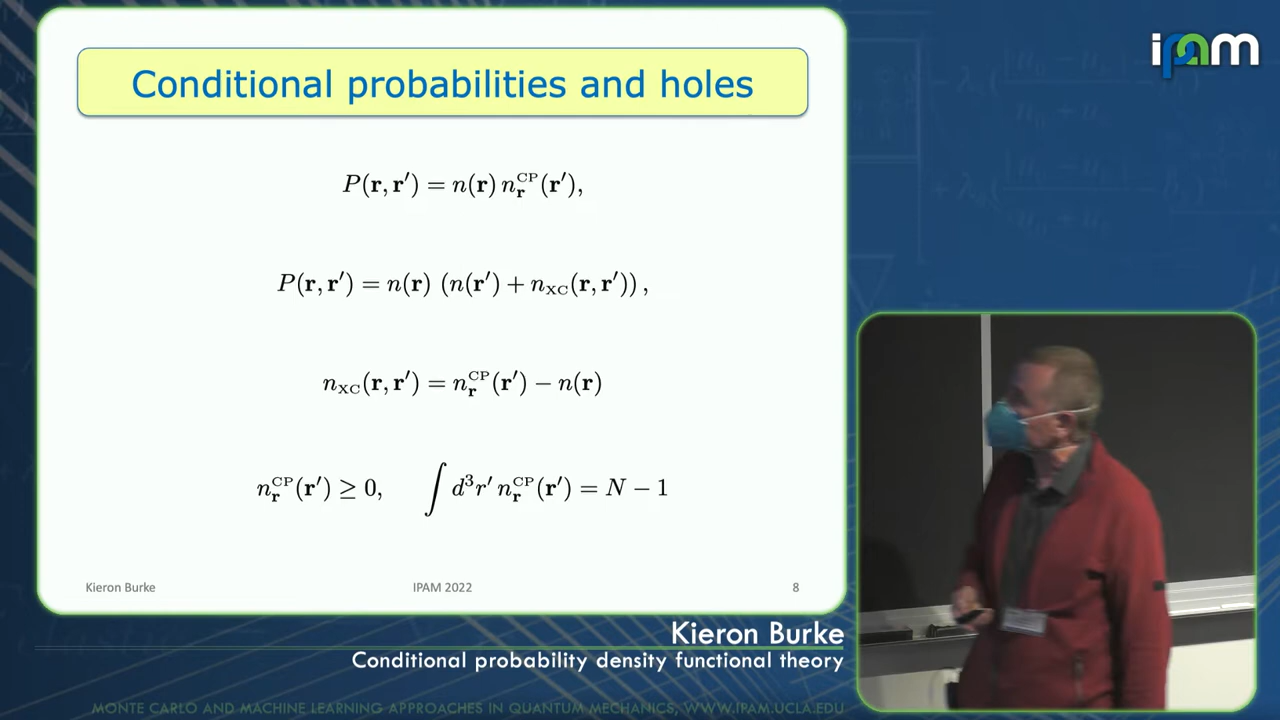 Conditional probabilities and holes
P(r, r′) = n(r) n_r^CP(r′),
P(r, r′) = n(r) (n(r′) + n_XC(r, r′)),
n_XC(r, r′) = n_r^CP(r′) − n(r)
n_r^CP(r′) ≥ 0, ∫ d³r′ n_r^CP(r′) = N − 1
Kieron Burke IPAM 2022 8
ipam
Kieron Burke
Conditional probability density functional theory
MONTE CARLO AND MACHINE LEARNING APPROACHES IN QUANTUM MECHANICS, WWW.IPAM.UCLA.EDU